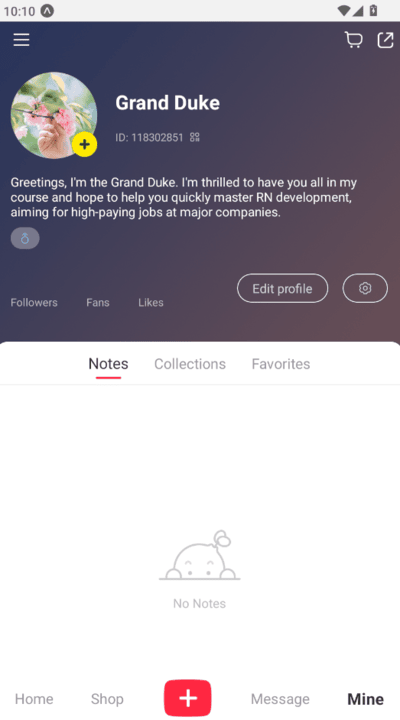 10:10
Grand Duke
ID: 118302851
Greetings, I'm the Grand Duke. I'm thrilled to have you all in my
course and hope to help you quickly master RN development,
aiming for high-paying jobs at major companies.
Followers Fans Likes Edit profile
Notes Collections Favorites
No Notes
Home Shop Message Mine